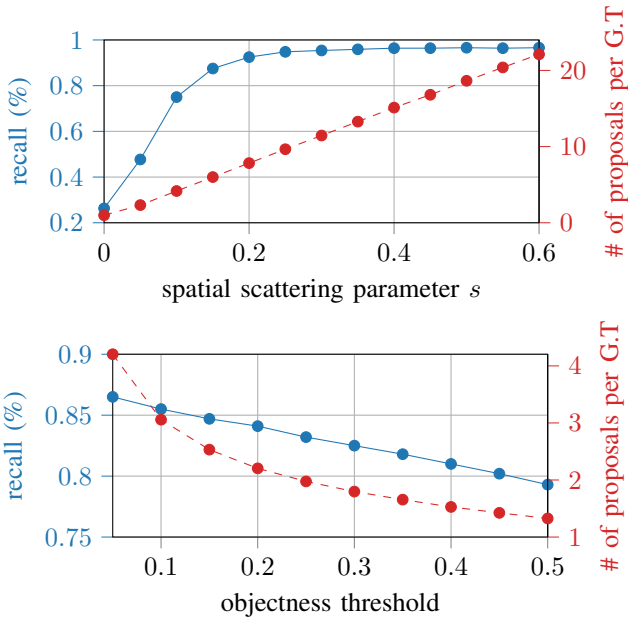 1
0.8
0.6
0.4
0.2
recall (%)
20
10
0
# of proposals per G.T
0 0.2 0.4 0.6
spatial scattering parameter s
0.9
0.85
0.8
0.75
recall (%)
4
3
2
1
# of proposals per G.T
0.1 0.2 0.3 0.4 0.5
objectness threshold